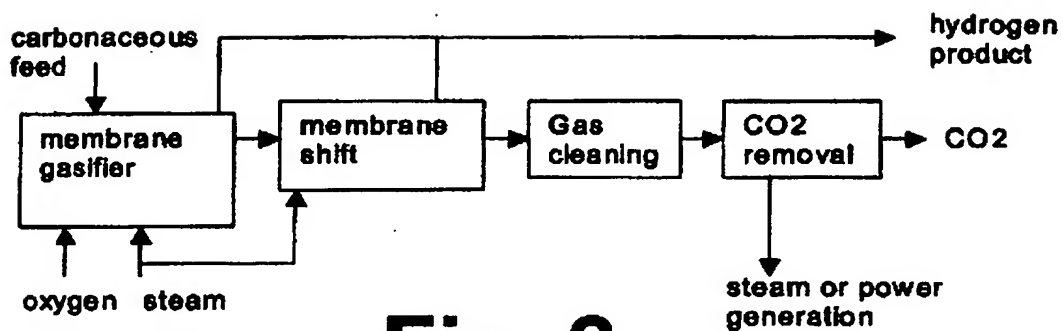 carbonaceous
feed
hydrogen
product
membrane
gasifier
membrane
shift
Gas
cleaning
CO2
removal
CO2
oxygen
steam
steam or power
generation